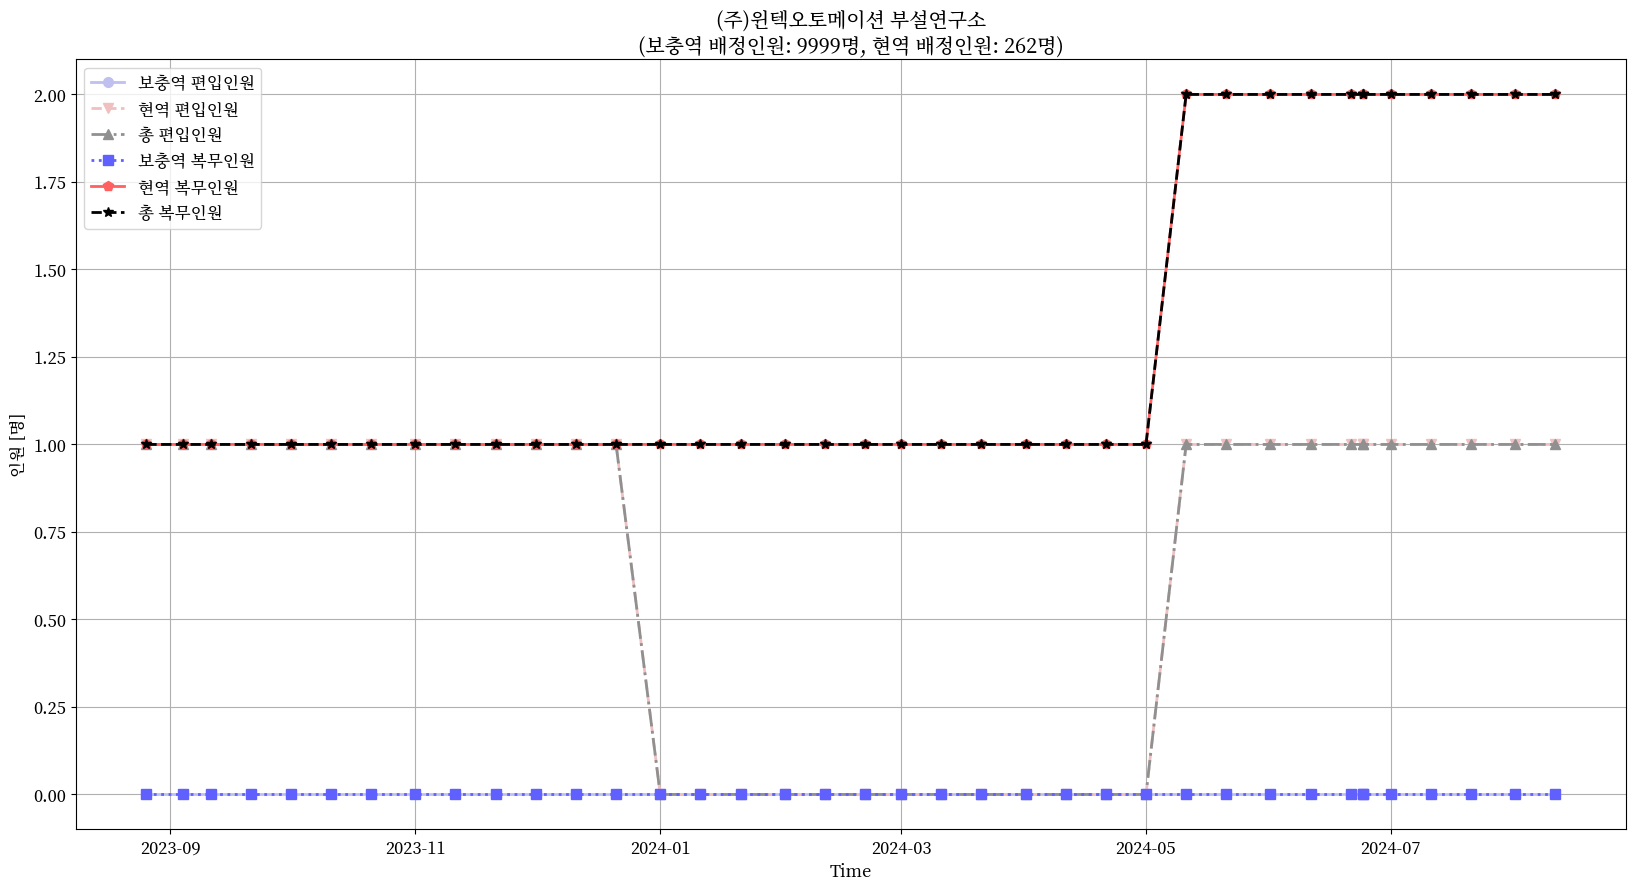 (주)윈텍오토메이션 부설연구소
(보충역 배정인원: 9999명, 현역 배정인원: 262명)
보충역 편입인원
현역 편입인원
총 편입인원
보충역 복무인원
현역 복무인원
총 복무인원
2.00
1.75
1.50
1.25
1.00
0.75
0.50
0.25
0.00
인원 [명]
2023-09 2023-11 2024-01 2024-03 2024-05 2024-07
Time